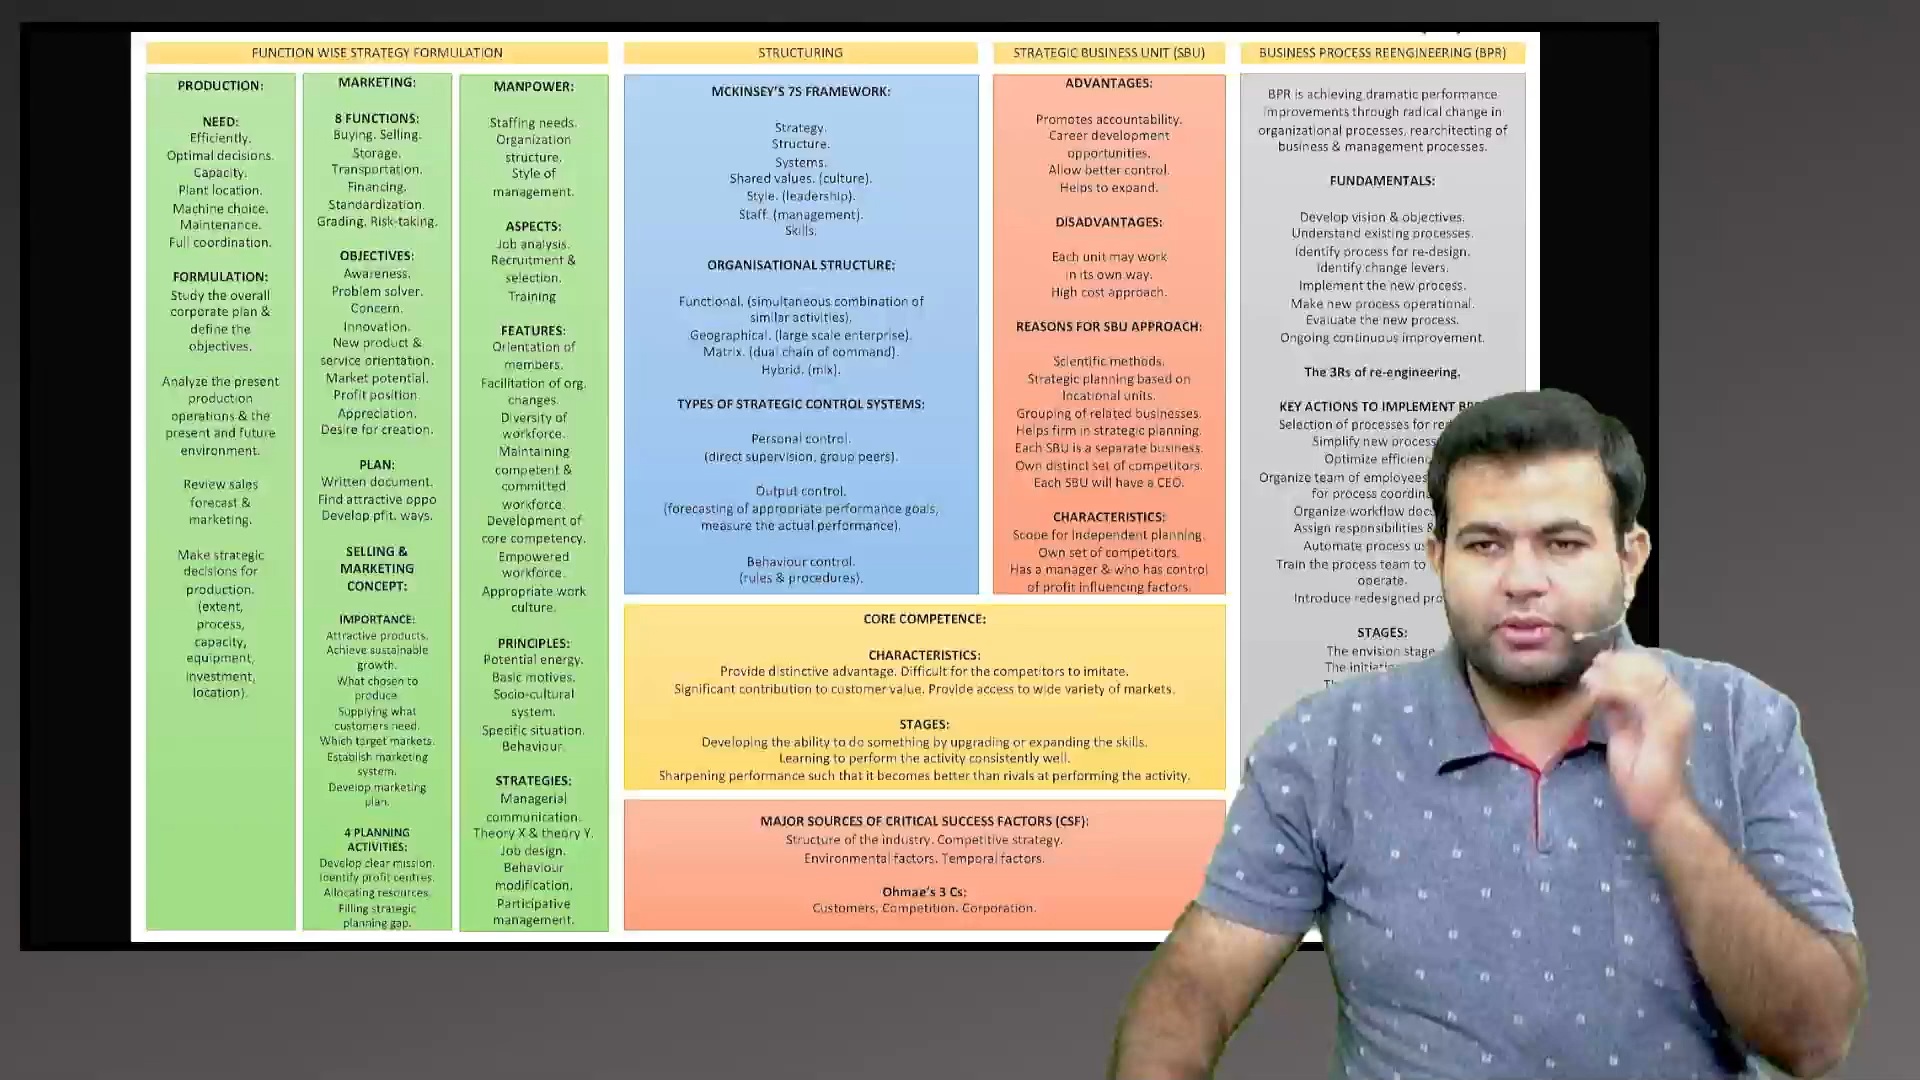 FUNCTION WISE STRATEGY FORMULATION
PRODUCTION:
NEED:
Efficiently.
Optimal decisions.
Capacity.
Plant location.
Machine choice.
Maintenance.
Full coordination.
FORMULATION:
Study the overall
corporate plan &
define the
objectives.
Analyze the present
production
operations & the
present and future
environment.
Review sales
forecast &
marketing.
Make strategic
decisions for
production.
(extent,
process,
capacity,
equipment,
investment,
location).
MARKETING:
8 FUNCTIONS:
Buying. Selling.
Storage.
Transportation.
Financing.
Standardization.
Grading. Risk-taking.
OBJECTIVES:
Awareness.
Problem solver.
Concern.
Innovation.
New product &
service orientation.
Market potential.
Profit position.
Appreciation.
Desire for creation.
PLAN:
Written document.
Find attractive oppo
Develop pfit. ways.
SELLING &
MARKETING
CONCEPT:
IMPORTANCE:
Attractive products.
Achieve sustainable
growth.
What chosen to
produce
Supplying what
customers need.
Which target markets.
Establish marketing
system.
Develop marketing
plan.
4 PLANNING
ACTIVITIES:
Develop clear mission.
Identify profit centres.
Allocating resources.
Filling strategic
planning gap.
MANPOWER:
Staffing needs.
Organization
structure.
Style of
management.
ASPECTS:
Job analysis.
Recruitment &
selection.
Training
FEATURES:
Orientation of
members.
Facilitation of org.
changes.
Diversity of
workforce.
Maintaining
competent &
committed
workforce.
Development of
core competency.
Empowered
workforce.
Appropriate work
culture.
PRINCIPLES:
Potential energy.
Basic motives.
Socio-cultural
system.
Specific situation.
Behaviour.
STRATEGIES:
Managerial
communication.
Theory X & theory Y.
Job design.
Behaviour
modification.
Participative
management.
STRUCTURING
MCKINSEY'S 7S FRAMEWORK:
Strategy.
Structure.
Systems.
Shared values. (culture).
Style. (leadership).
Staff. (management).
Skills.
ORGANISATIONAL STRUCTURE:
Functional. (simultaneous combination of
similar activities).
Geographical. (large scale enterprise).
Matrix. (dual chain of command).
Hybrid. (mix).
TYPES OF STRATEGIC CONTROL SYSTEMS:
Personal control.
(direct supervision, group peers).
Output control.
(forecasting of appropriate performance goals,
measure the actual performance).
Behaviour control.
(rules & procedures).
STRATEGIC BUSINESS UNIT (SBU)
ADVANTAGES:
Promotes accountability.
Career development
opportunities.
Allow better control.
Helps to expand.
DISADVANTAGES:
Each unit may work
in its own way.
High cost approach.
REASONS FOR SBU APPROACH:
Scientific methods.
Strategic planning based on
locational units.
Grouping of related businesses.
Helps firm in strategic planning.
Each SBU is a separate business.
Own distinct set of competitors.
Each SBU will have a CEO.
CHARACTERISTICS:
Scope for independent planning.
Own set of competitors.
Has a manager & who has control
of profit influencing factors.
CORE COMPETENCE:
CHARACTERISTICS:
Provide distinctive advantage. Difficult for the competitors to imitate.
Significant contribution to customer value. Provide access to wide variety of markets.
STAGES:
Developing the ability to do something by upgrading or expanding the skills.
Learning to perform the activity consistently well.
Sharpening performance such that it becomes better than rivals at performing the activity.
MAJOR SOURCES OF CRITICAL SUCCESS FACTORS (CSF):
Structure of the industry. Competitive strategy.
Environmental factors. Temporal factors.
Ohmae's 3 Cs:
Customers. Competition. Corporation.
BUSINESS PROCESS REENGINEERING (BPR)
BPR is achieving dramatic performance
improvements through radical change in
organizational processes, rearchitecting of
business & management processes.
FUNDAMENTALS:
Develop vision & objectives.
Understand existing processes.
Identify process for re-design.
Identify change levers.
Implement the new process.
Make new process operational.
Evaluate the new process.
Ongoing continuous improvement.
The 3Rs of re-engineering.
KEY ACTIONS TO IMPLEMENT
Selection of processes for
Simplify new
Optimize
Organize team of employees
for process
Organize workflow
Assign responsibilities &
Automate process
Train the process team to
operate.
Introduce redesigned
STAGES:
The envision stage
The